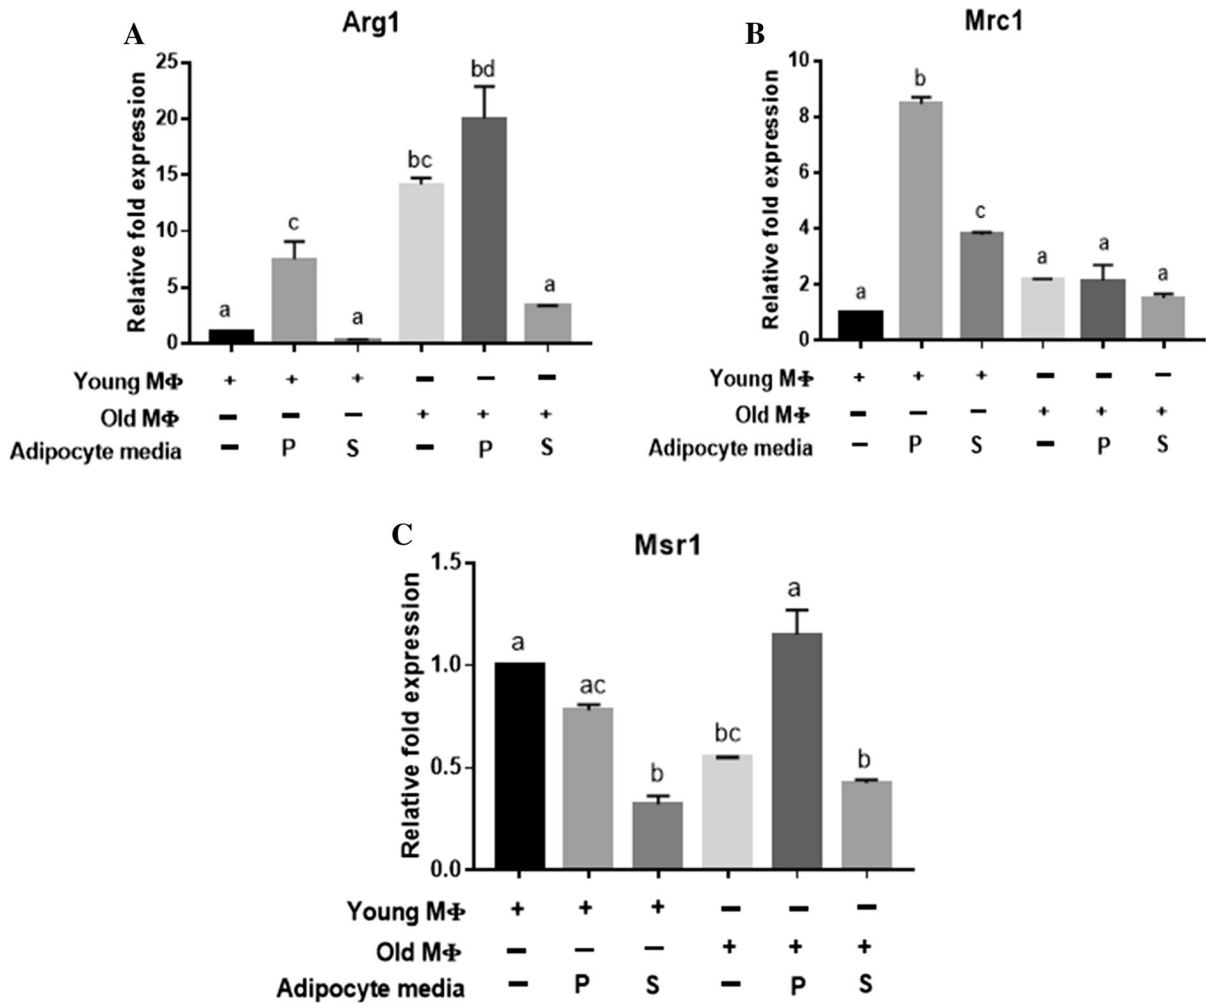 A
Arg1
Relative fold expression
25
20
15
10
5
0
a
c
a
bc
bd
a
Young MΦ + + + − − −
Old MΦ − − − + + +
Adipocyte media − P S − P S
B
Mrc1
Relative fold expression
10
8
6
4
2
0
a
b
c
a
a
a
Young MΦ + + + − − −
Old MΦ − − − + + +
Adipocyte media − P S − P S
C
Msr1
Relative fold expression
1.5
1.0
0.5
0.0
a
ac
b
bc
a
b
Young MΦ + + + − − −
Old MΦ − − − + + +
Adipocyte media − P S − P S